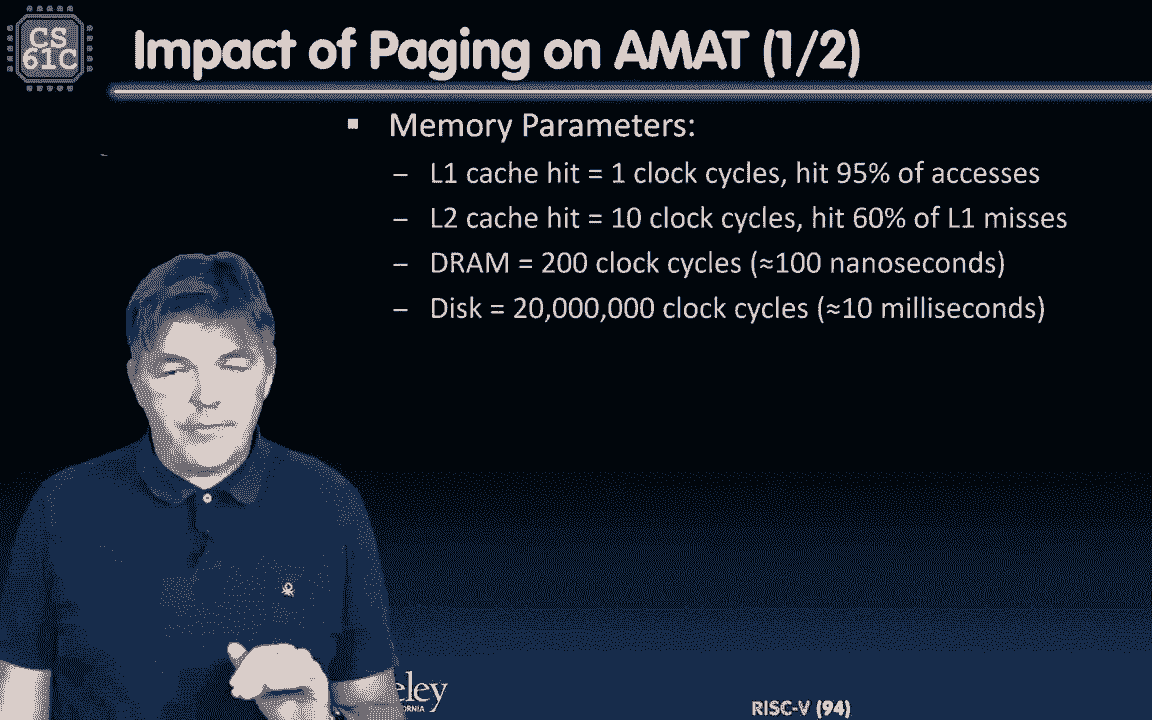 CS
61C
Impact of Paging on AMAT (1/2)
▪ Memory Parameters:
– L1 cache hit = 1 clock cycles, hit 95% of accesses
– L2 cache hit = 10 clock cycles, hit 60% of L1 misses
– DRAM = 200 clock cycles (≈100 nanoseconds)
– Disk = 20,000,000 clock cycles (≈10 milliseconds)
eley
ORNIA
RISC-V (94)